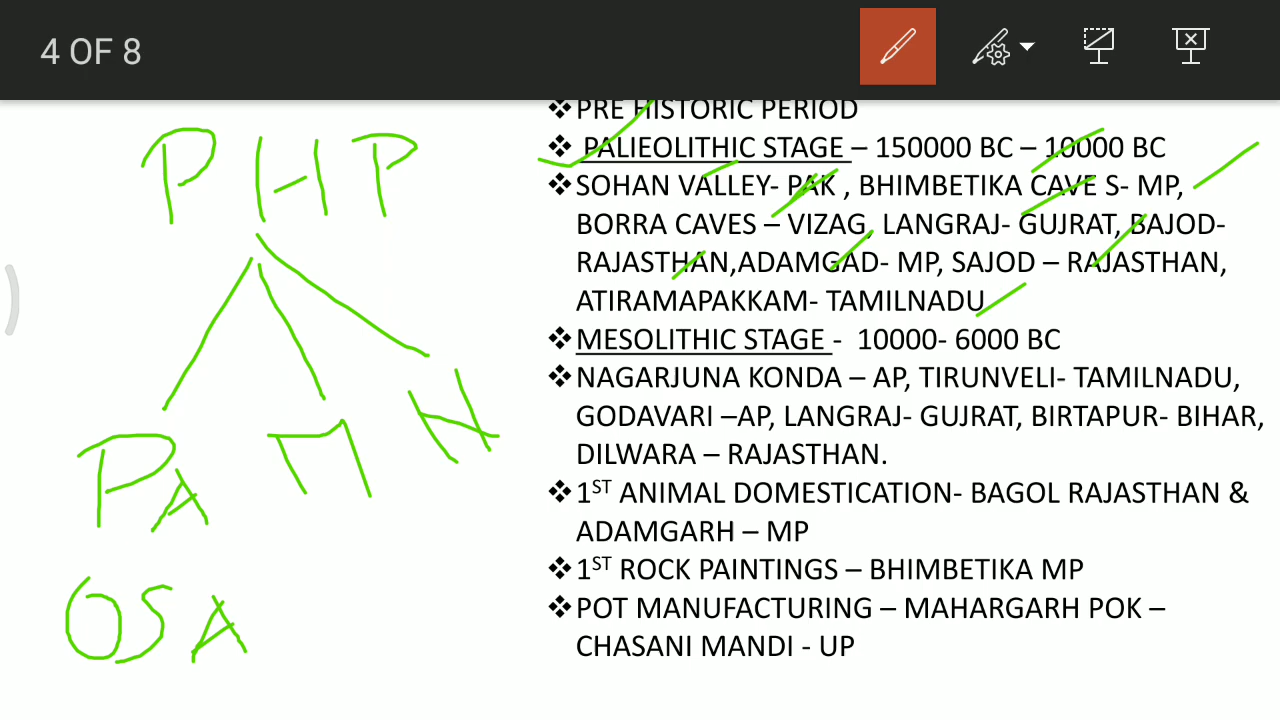 4 OF 8
❖PRE HISTORIC PERIOD
❖ PALIEOLITHIC STAGE – 150000 BC – 10000 BC
❖SOHAN VALLEY- PAK , BHIMBETIKA CAVE S- MP,
BORRA CAVES – VIZAG, LANGRAJ- GUJRAT, BAJOD-
RAJASTHAN,ADAMGAD- MP, SAJOD – RAJASTHAN,
ATIRAMAPAKKAM- TAMILNADU
❖MESOLITHIC STAGE - 10000- 6000 BC
❖NAGARJUNA KONDA – AP, TIRUNVELI- TAMILNADU,
GODAVARI –AP, LANGRAJ- GUJRAT, BIRTAPUR- BIHAR,
DILWARA – RAJASTHAN.
❖1ST ANIMAL DOMESTICATION- BAGOL RAJASTHAN &
ADAMGARH – MP
❖1ST ROCK PAINTINGS – BHIMBETIKA MP
❖POT MANUFACTURING – MAHARGARH POK –
CHASANI MANDI - UP
PHP
PA M N
OSA